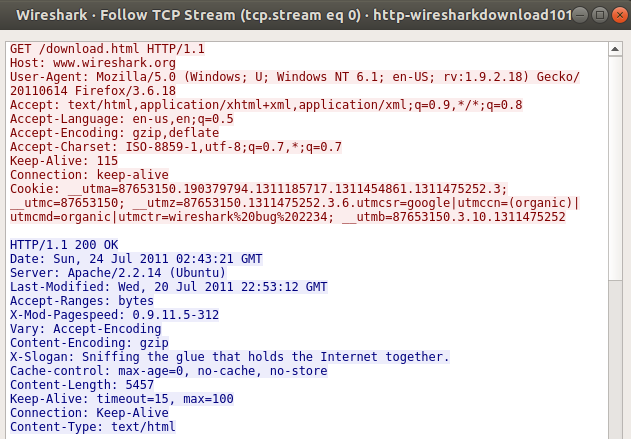 Wireshark · Follow TCP Stream (tcp.stream eq 0) · http-wiresharkdownload101
GET /download.html HTTP/1.1
Host: www.wireshark.org
User-Agent: Mozilla/5.0 (Windows; U; Windows NT 6.1; en-US; rv:1.9.2.18) Gecko/
20110614 Firefox/3.6.18
Accept: text/html,application/xhtml+xml,application/xml;q=0.9,*/*;q=0.8
Accept-Language: en-us,en;q=0.5
Accept-Encoding: gzip,deflate
Accept-Charset: ISO-8859-1,utf-8;q=0.7,*;q=0.7
Keep-Alive: 115
Connection: keep-alive
Cookie: __utma=87653150.190379794.1311185717.1311454861.1311475252.3;
__utmc=87653150; __utmz=87653150.1311475252.3.6.utmcsr=google|utmccn=(organic)|
utmcmd=organic|utmctr=wireshark%20bug%202234; __utmb=87653150.3.10.1311475252
HTTP/1.1 200 OK
Date: Sun, 24 Jul 2011 02:43:21 GMT
Server: Apache/2.2.14 (Ubuntu)
Last-Modified: Wed, 20 Jul 2011 22:53:12 GMT
Accept-Ranges: bytes
X-Mod-Pagespeed: 0.9.11.5-312
Vary: Accept-Encoding
Content-Encoding: gzip
X-Slogan: Sniffing the glue that holds the Internet together.
Cache-control: max-age=0, no-cache, no-store
Content-Length: 5457
Keep-Alive: timeout=15, max=100
Connection: Keep-Alive
Content-Type: text/html